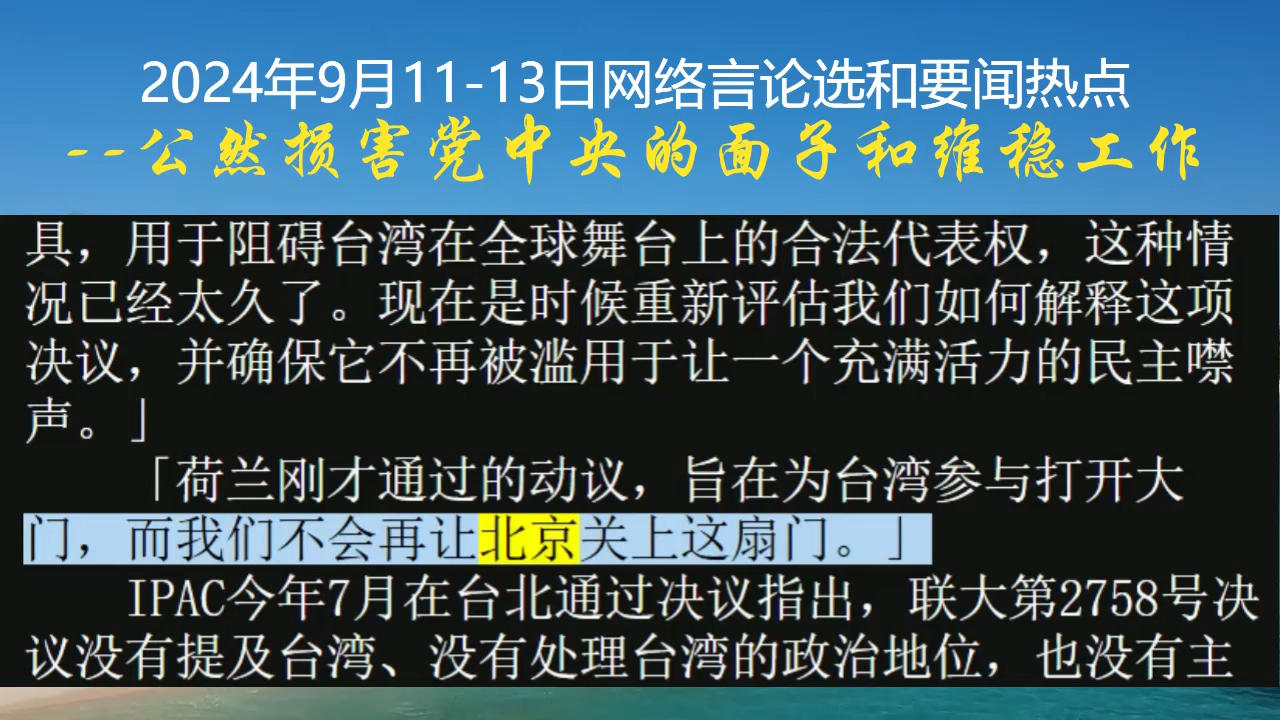 2024年9月11-13日网络言论选和要闻热点
--公然损害党中央的面子和维稳工作
具，用于阻碍台湾在全球舞台上的合法代表权，这种情
况已经太久了。现在是时候重新评估我们如何解释这项
决议，并确保它不再被滥用于让一个充满活力的民主噤
声。」
「荷兰刚才通过的动议，旨在为台湾参与打开大
门，而我们不会再让北京关上这扇门。」
IPAC今年7月在台北通过决议指出，联大第2758号决
议没有提及台湾、没有处理台湾的政治地位，也没有主